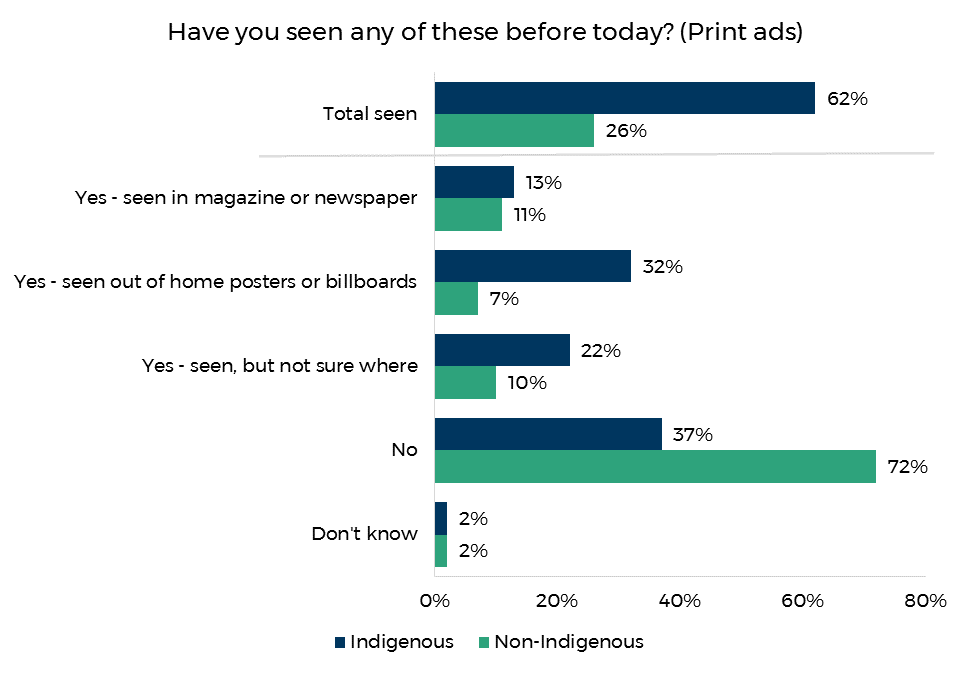 Have you seen any of these before today? (Print ads)
Total seen
62%
26%
Yes - seen in magazine or newspaper
13%
11%
Yes - seen out of home posters or billboards
32%
7%
Yes - seen, but not sure where
22%
10%
No
37%
72%
Don't know
2%
2%
0% 20% 40% 60% 80%
Indigenous Non-Indigenous